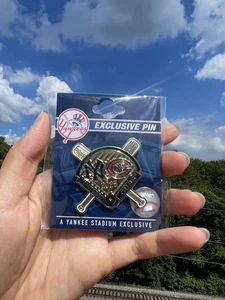 Yankees
EXCLUSIVE PIN
A YANKEE STADIUM EXCLUSIVE